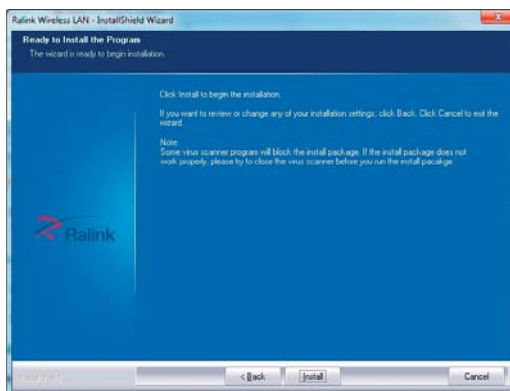 Ralink Wireless LAN - InstallShield Wizard
Ready to Install the Program
The wizard is ready to begin installation.
Click Install to begin the installation.
If you want to review or change any of your installation settings, click Back. Click Cancel to exit the
wizard.
Note:
Some virus scanner program will block the install package. If the install package does not
work properly, please try to close the virus scanner before you run the install pacakge
Ralink
InstallShield
< Back
Install
Cancel